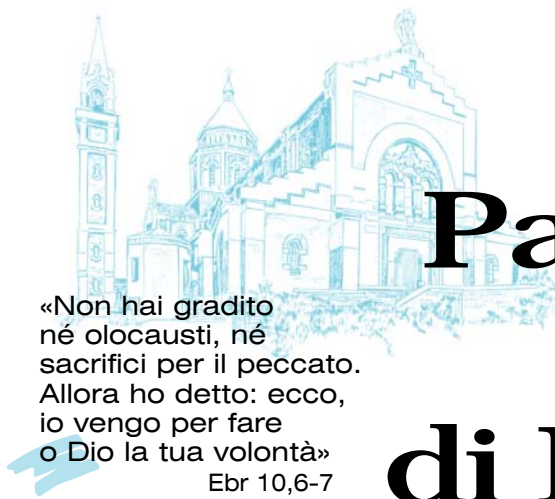 Pa
«Non hai gradito
né olocausti, né
sacrifici per il peccato.
Allora ho detto: ecco,
io vengo per fare
o Dio la tua volontà»
Ebr 10,6-7
di